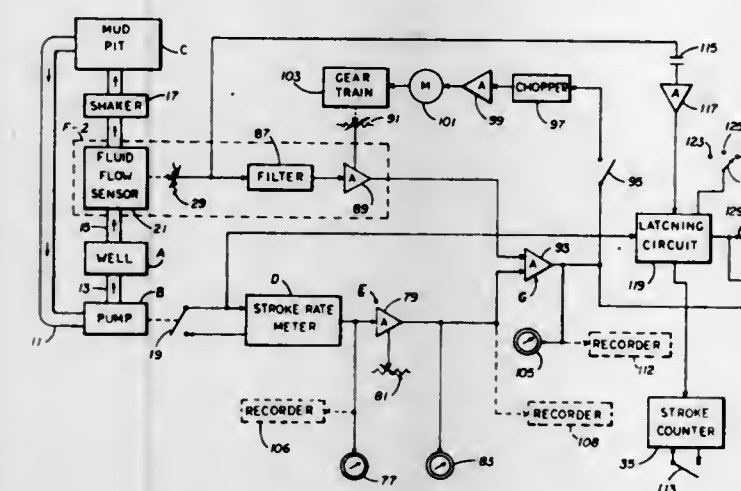 MUD
PIT
C
SHAKER
17
F-2
FLUID
FLOW
SENSOR
29
21
15
WELL
A
13
PUMP
B
11
19
103
GEAR
TRAIN
91
M
101
A
99
CHOPPER
97
115
A
117
87
FILTER
A
89
95
123
125
129
LATCNING
CIRCUIT
119
93
A
G
D
STROKE RATE
METER
E
79
A
81
105
RECORDER
112
RECORDER
106
77
83
RECORDER
108
STROKE
COUNTER
35
113